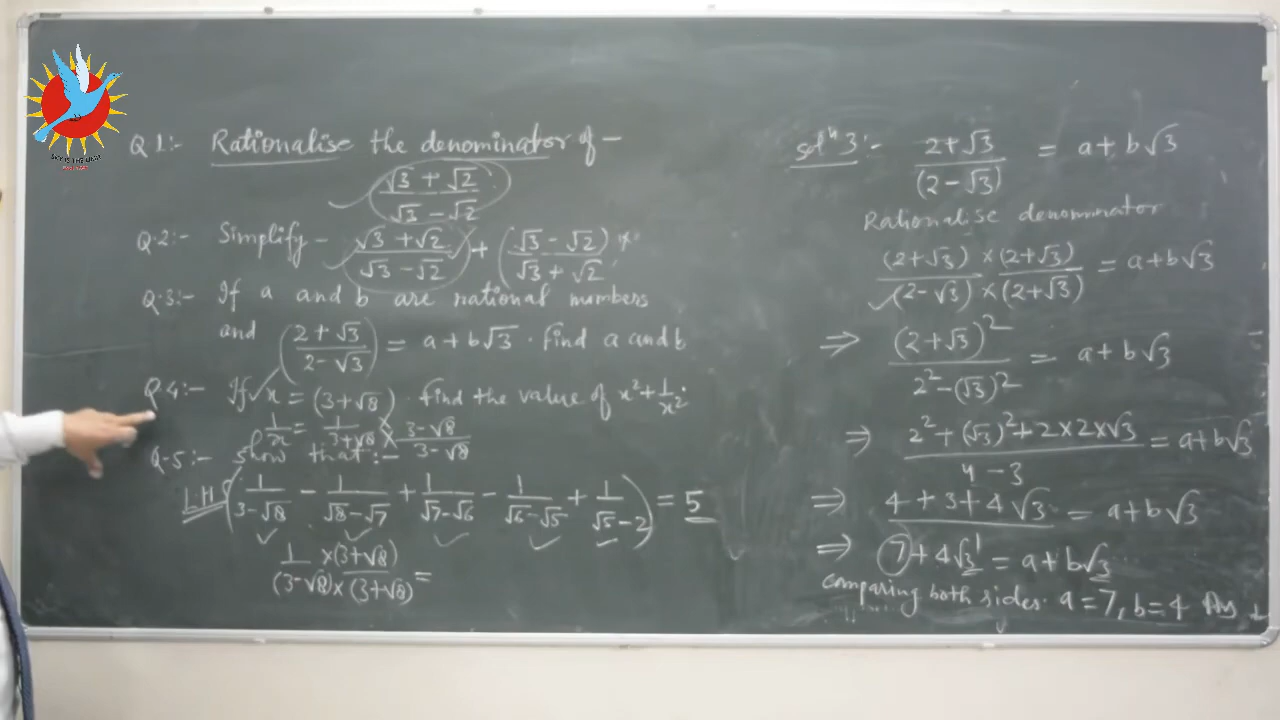 SKY IS THE LIMIT
Q 1:- Rationalise the denominator of -
(√3 + √2)/(√3 - √2)
Q-2:- Simplify - (√3 + √2)/(√3 - √2) + (√3 - √2)/(√3 + √2)
Q-3:- If a and b are rational numbers
and (2 + √3)/(2 - √3) = a + b√3. find a and b
Q4:- If x = (3 + √8). find the value of x² + 1/x².
1/x = 1/(3+√8) × (3-√8)/(3-√8)
Q-5:- show that:-
L.H.S (1/(3-√8) - 1/(√8-√7) + 1/(√7-√6) - 1/(√6-√5) + 1/(√5-2)) = 5
1×(3+√8)/(3-√8)×(3+√8) =
solⁿ 3:- (2+√3)/(2-√3) = a + b√3
Rationalise denominator
(2+√3)×(2+√3)/(2-√3)×(2+√3) = a+b√3
⇒ (2+√3)²/2²-(√3)² = a + b√3
⇒ 2²+(√3)²+2×2×√3/4-3 = a+b√3
⇒ 4+3+4√3 = a+b√3
⇒ 7+4√3 = a+b√3
comparing both sides. a=7, b=4 Ans